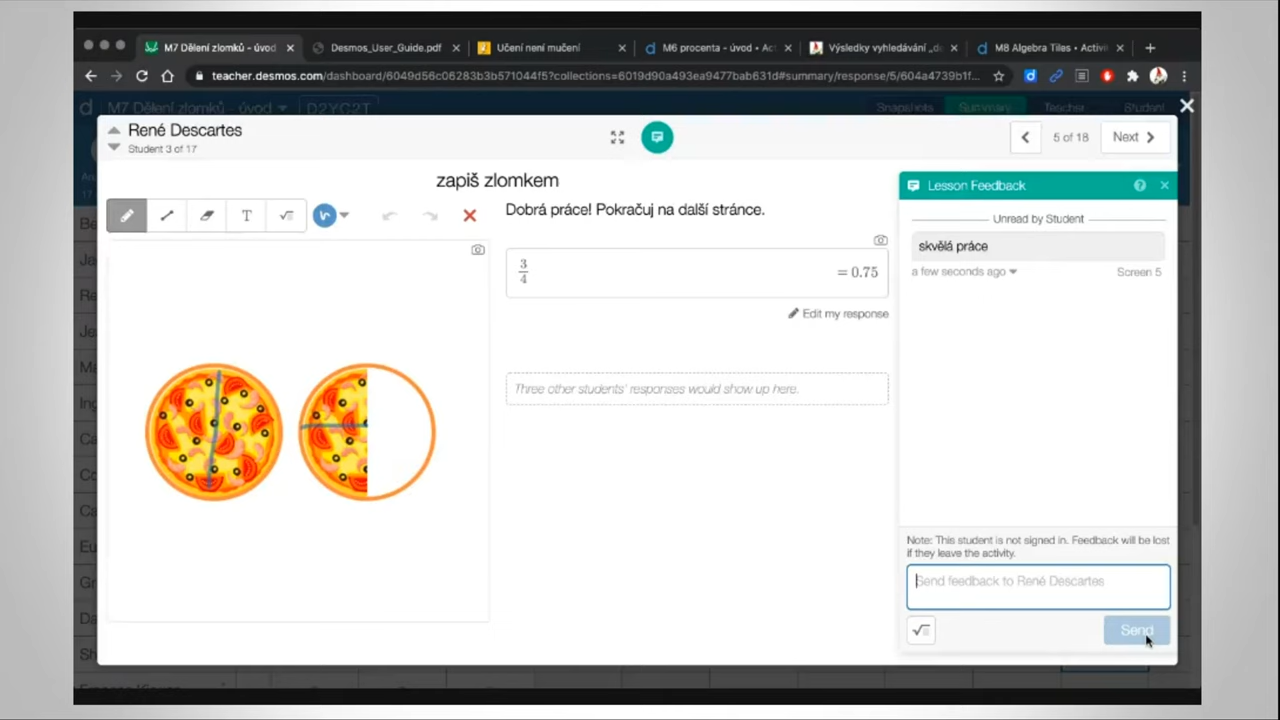 M7 Dělení zlomků - úvod
Desmos_User_Guide.pdf
Učení není mučení
M6 procenta - úvod • Act
Výsledky vyhledávání „d
M8 Algebra Tiles • Activi
teacher.desmos.com/dashboard/6049d56c06283b3b571044f5?collections=6019d90a493ea9477bab631d#summary/response/5/604a4739b1f...
M7 Dělení zlomků - úvod D2YC2T
Snapshots Summary Teacher Student
René Descartes
Student 3 of 17
5 of 18
Next
zapiš zlomkem
Dobrá práce! Pokračuj na další stránce.
T
3/4 = 0.75
Edit my response
Three other students' responses would show up here.
Lesson Feedback
Unread by Student
skvělá práce
a few seconds ago Screen 5
Note: This student is not signed in. Feedback will be lost
if they leave the activity.
Send feedback to René Descartes
Send